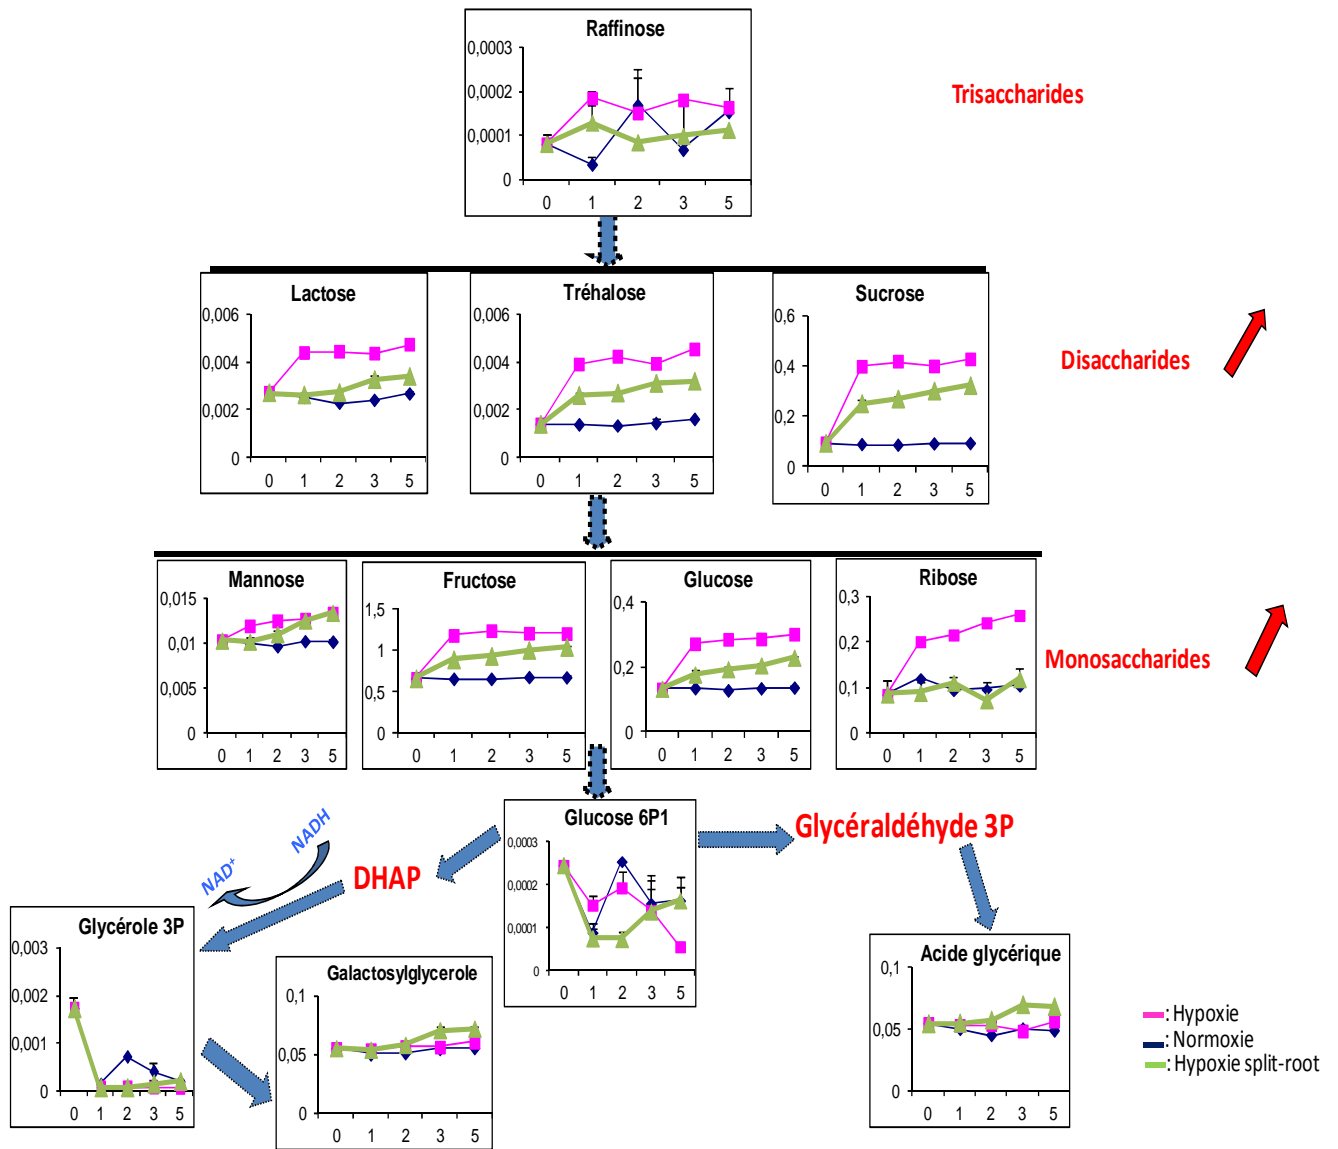 Raffinose
0,0003
0,0002
0,0001
0
0 1 2 3 5
Trisaccharides
Lactose
0,006
0,004
0,002
0
0 1 2 3 5
Tréhalose
0,006
0,004
0,002
0
0 1 2 3 5
Sucrose
0,6
0,4
0,2
0
0 1 2 3 5
Disaccharides
Mannose
0,015
0,010
0,005
0
0 1 2 3 5
Fructose
1,5
1
0,5
0
0 1 2 3 5
Glucose
0,4
0,2
0
0 1 2 3 5
Ribose
0,3
0,2
0,1
0
0 1 2 3 5
Monosaccharides
Glucose 6P1
0,0003
0,0002
0,0001
0
0 1 2 3 5
Glycéraldéhyde 3P
NADH
NAD+
DHAP
Glycérole 3P
0,003
0,002
0,001
0
0 1 2 3 5
Galactosylglycerole
0,1
0,05
0
0 1 2 3 5
Acide glycérique
0,1
0,05
0
0 1 2 3 5
: Hypoxie
: Normoxie
: Hypoxie split-root